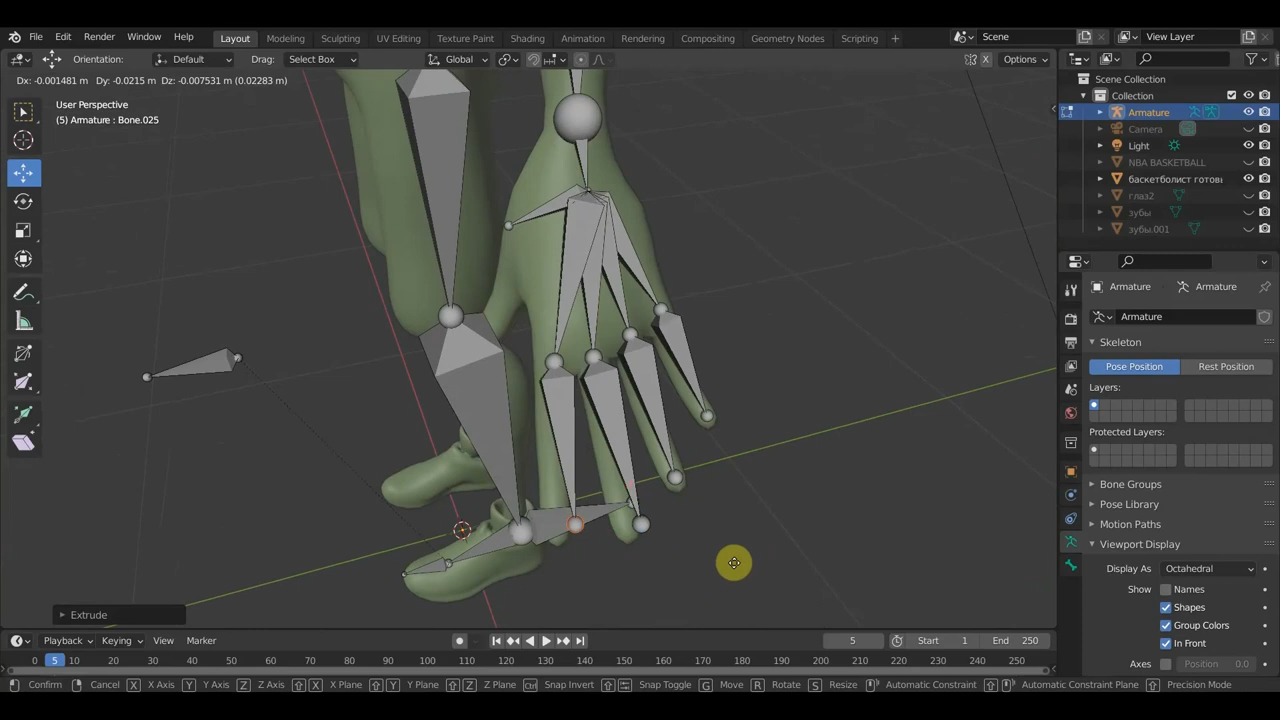 File Edit Render Window Help Layout Modeling Sculpting UV Editing Texture Paint Shading Animation Rendering Compositing Geometry Nodes Scripting Scene View Layer
Orientation: Default Drag: Select Box Global X Options
Dx: -0.001481 m Dy: -0.0215 m Dz: -0.007531 m (0.02283 m)
User Perspective
(5) Armature : Bone.025
Scene Collection
Collection
Armature
Camera
Light
NBA BASKETBALL
баскетболист готовь
глаз2
зубы
зубы.001
Armature Armature
Armature
Skeleton
Pose Position Rest Position
Layers:
Protected Layers:
Bone Groups
Pose Library
Motion Paths
Viewport Display
Display As Octahedral
Show Names
Shapes
Group Colors
In Front
Axes Position 0.0
Extrude
Playback Keying View Marker 5 Start 1 End 250
0 5 10 20 30 40 50 60 70 80 90 100 110 120 130 140 150 160 170 180 190 200 210 220 230 240 250
Confirm Cancel X X Axis Y Y Axis Z Z Axis X X Plane Y Y Plane Z Z Plane Ctrl Snap Invert Snap Toggle G Move R Rotate S Resize Automatic Constraint Automatic Constraint Plane Precision Mode